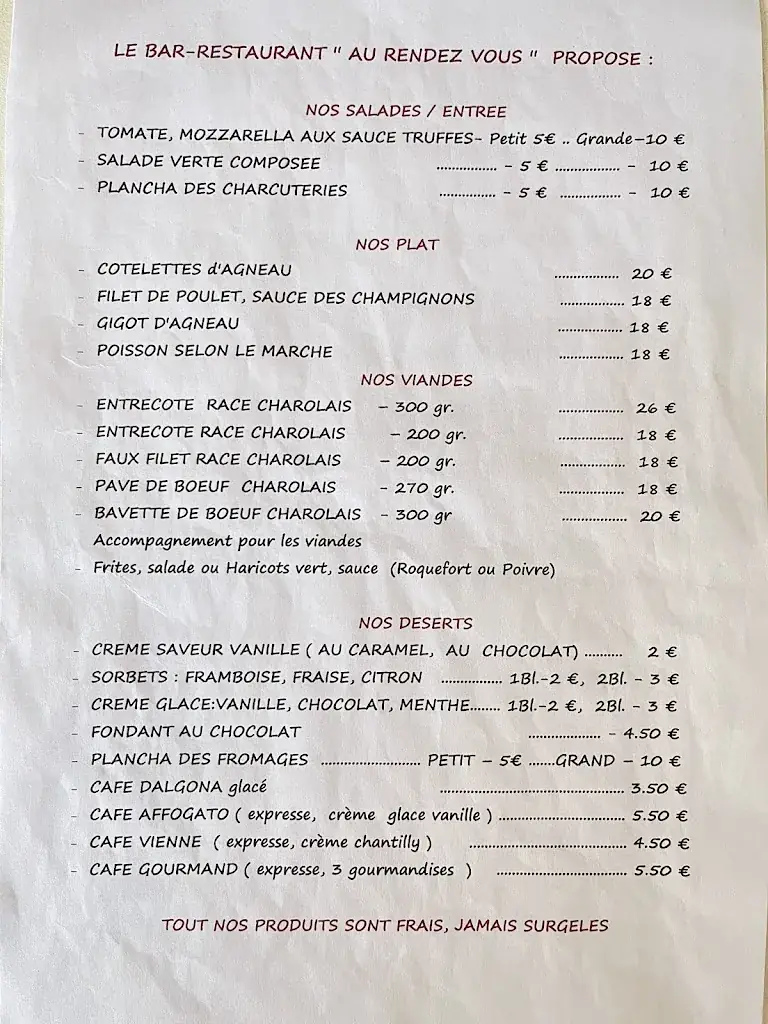 LE BAR-RESTAURANT " AU RENDEZ VOUS " PROPOSE :
NOS SALADES / ENTREE
- TOMATE, MOZZARELLA AUX SAUCE TRUFFES- Petit 5€ .. Grande-10 €
- SALADE VERTE COMPOSEE ................. - 5 € .................. - 10 €
- PLANCHA DES CHARCUTERIES ................ - 5 € ................. - 10 €
NOS PLAT
- COTELETTES d'AGNEAU .................. 20 €
- FILET DE POULET, SAUCE DES CHAMPIGNONS .................. 18 €
- GIGOT D'AGNEAU .................. 18 €
- POISSON SELON LE MARCHE .................. 18 €
NOS VIANDES
- ENTRECOTE RACE CHAROLAIS - 300 gr. .................. 26 €
- ENTRECOTE RACE CHAROLAIS - 200 gr. .................. 18 €
- FAUX FILET RACE CHAROLAIS - 200 gr. .................. 18 €
- PAVE DE BOEUF CHAROLAIS - 270 gr. .................. 18 €
- BAVETTE DE BOEUF CHAROLAIS - 300 gr .................. 20 €
Accompagnement pour les viandes
- Frites, salade ou Haricots vert, sauce (Roquefort ou Poivre)
NOS DESERTS
- CREME SAVEUR VANILLE ( AU CARAMEL, AU CHOCOLAT) .......... 2 €
- SORBETS : FRAMBOISE, FRAISE, CITRON ................. 1Bl.-2 €, 2Bl. - 3 €
- CREME GLACE:VANILLE, CHOCOLAT, MENTHE........ 1Bl.-2 €, 2Bl. - 3 €
- FONDANT AU CHOCOLAT .................... - 4.50 €
- PLANCHA DES FROMAGES ............................ PETIT - 5€ .......GRAND - 10 €
- CAFE DALGONA glacé .................................................. 3.50 €
- CAFE AFFOGATO ( expresse, crème glace vanille ) .................................. 5.50 €
- CAFE VIENNE ( expresse, crème chantilly ) ........................................... 4.50 €
- CAFE GOURMAND ( expresse, 3 gourmandises ) ................................... 5.50 €
TOUT NOS PRODUITS SONT FRAIS, JAMAIS SURGELES